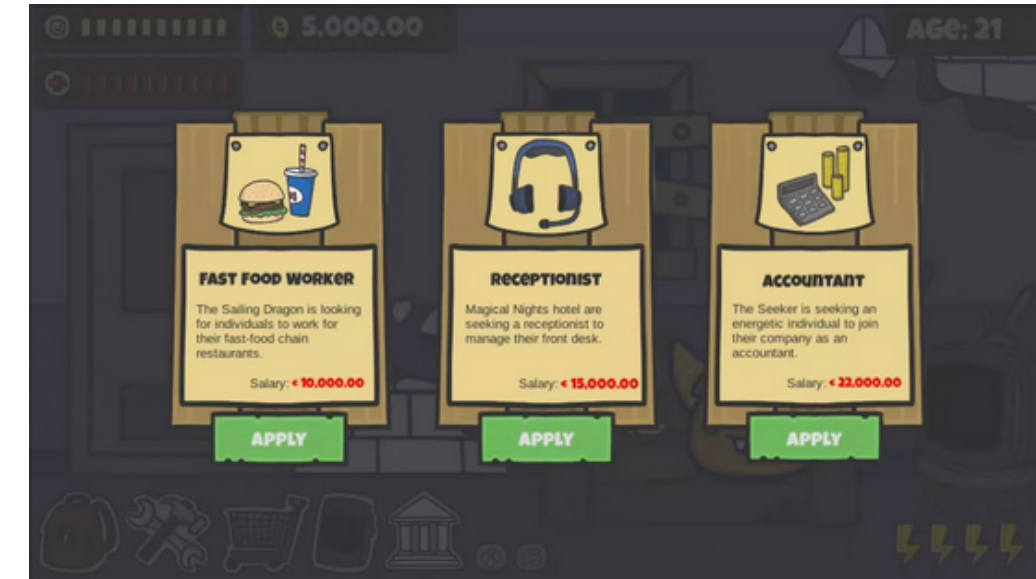 5.000.00
AGe: 21
FAST FOOD WORKER
The Sailing Dragon is looking
for individuals to work for
their fast-food chain
restaurants.
Salary: € 10,000.00
APPLY
RECEPTIONIST
Magical Nights hotel are
seeking a receptionist to
manage their front desk.
Salary: € 15,000.00
APPLY
ACCOUNTANT
The Seeker is seeking an
energetic individual to join
their company as an
accountant.
Salary: € 22,000.00
APPLY